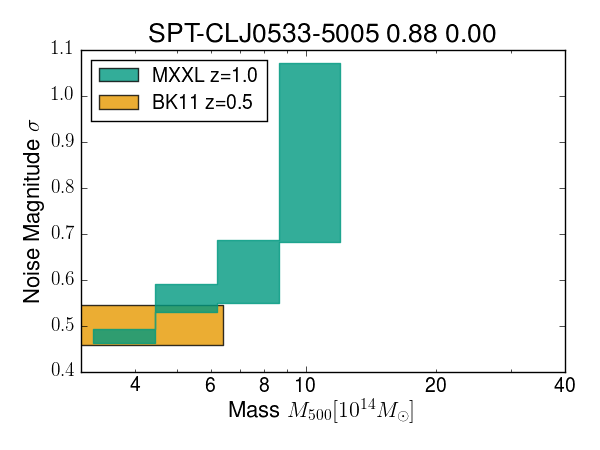 SPT-CLJ0533-5005 0.88 0.00
MXXL z=1.0
BK11 z=0.5
Noise Magnitude σ
1.1
1.0
0.9
0.8
0.7
0.6
0.5
0.4
4 6 8 10 20 40
Mass M₅₀₀[10¹⁴M⊙]